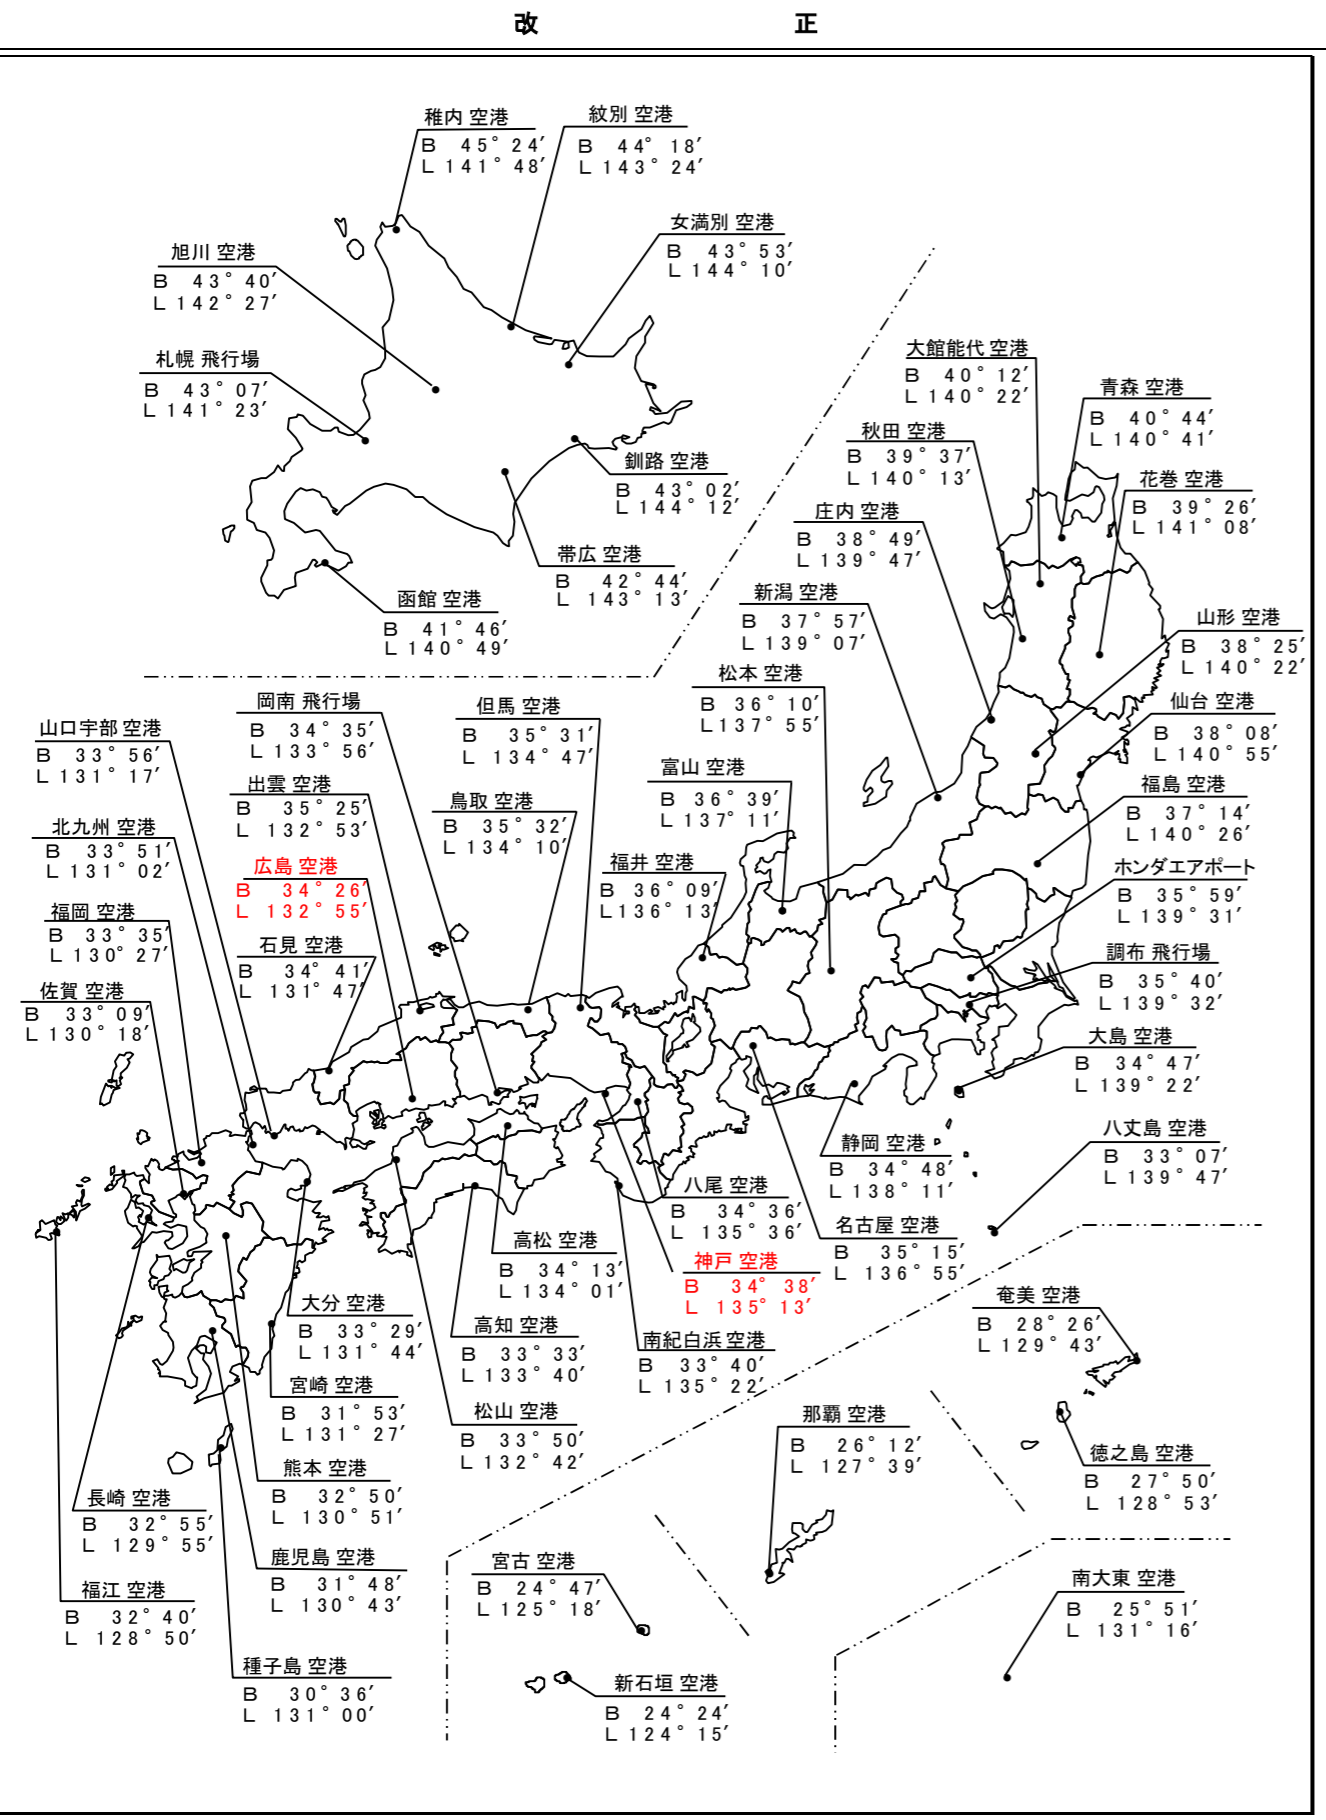 改 正
稚内 空港
B 45° 24′
L 141° 48′
紋別 空港
B 44° 18′
L 143° 24′
女満別 空港
B 43° 53′
L 144° 10′
旭川 空港
B 43° 40′
L 142° 27′
札幌 飛行場
B 43° 07′
L 141° 23′
釧路 空港
B 43° 02′
L 144° 12′
帯広 空港
B 42° 44′
L 143° 13′
函館 空港
B 41° 46′
L 140° 49′
大館能代 空港
B 40° 12′
L 140° 22′
青森 空港
B 40° 44′
L 140° 41′
秋田 空港
B 39° 37′
L 140° 13′
花巻 空港
B 39° 26′
L 141° 08′
庄内 空港
B 38° 49′
L 139° 47′
新潟 空港
B 37° 57′
L 139° 07′
山形 空港
B 38° 25′
L 140° 22′
松本 空港
B 36° 10′
L 137° 55′
仙台 空港
B 38° 08′
L 140° 55′
富山 空港
B 36° 39′
L 137° 11′
福島 空港
B 37° 14′
L 140° 26′
福井 空港
B 36° 09′
L 136° 13′
ホンダエアポート
B 35° 59′
L 139° 31′
調布 飛行場
B 35° 40′
L 139° 32′
大島 空港
B 34° 47′
L 139° 22′
八丈島 空港
B 33° 07′
L 139° 47′
岡南 飛行場
B 34° 35′
L 133° 56′
但馬 空港
B 35° 31′
L 134° 47′
山口宇部 空港
B 33° 56′
L 131° 17′
出雲 空港
B 35° 25′
L 132° 53′
鳥取 空港
B 35° 32′
L 134° 10′
北九州 空港
B 33° 51′
L 131° 02′
広島 空港
B 34° 26′
L 132° 55′
福岡 空港
B 33° 35′
L 130° 27′
石見 空港
B 34° 41′
L 131° 47′
佐賀 空港
B 33° 09′
L 130° 18′
静岡 空港
B 34° 48′
L 138° 11′
八尾 空港
B 34° 36′
L 135° 36′
名古屋 空港
B 35° 15′
L 136° 55′
高松 空港
B 34° 13′
L 134° 01′
神戸 空港
B 34° 38′
L 135° 13′
大分 空港
B 33° 29′
L 131° 44′
高知 空港
B 33° 33′
L 133° 40′
南紀白浜 空港
B 33° 40′
L 135° 22′
宮崎 空港
B 31° 53′
L 131° 27′
松山 空港
B 33° 50′
L 132° 42′
熊本 空港
B 32° 50′
L 130° 51′
長崎 空港
B 32° 55′
L 129° 55′
鹿児島 空港
B 31° 48′
L 130° 43′
福江 空港
B 32° 40′
L 128° 50′
種子島 空港
B 30° 36′
L 131° 00′
奄美 空港
B 28° 26′
L 129° 43′
那覇 空港
B 26° 12′
L 127° 39′
徳之島 空港
B 27° 50′
L 128° 53′
宮古 空港
B 24° 47′
L 125° 18′
南大東 空港
B 25° 51′
L 131° 16′
新石垣 空港
B 24° 24′
L 124° 15′